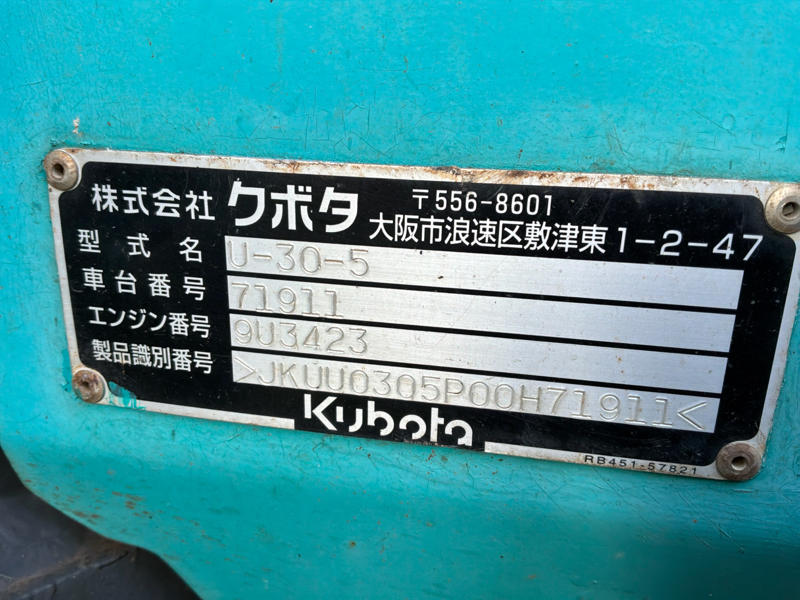 株式会社 クボタ 〒556-8601
大阪市浪速区敷津東1-2-47
型式名 U-30-5
車台番号 71911
エンジン番号 9U3423
製品識別番号 >JKUU0305P00H71911<
Kubota
RB451-57821